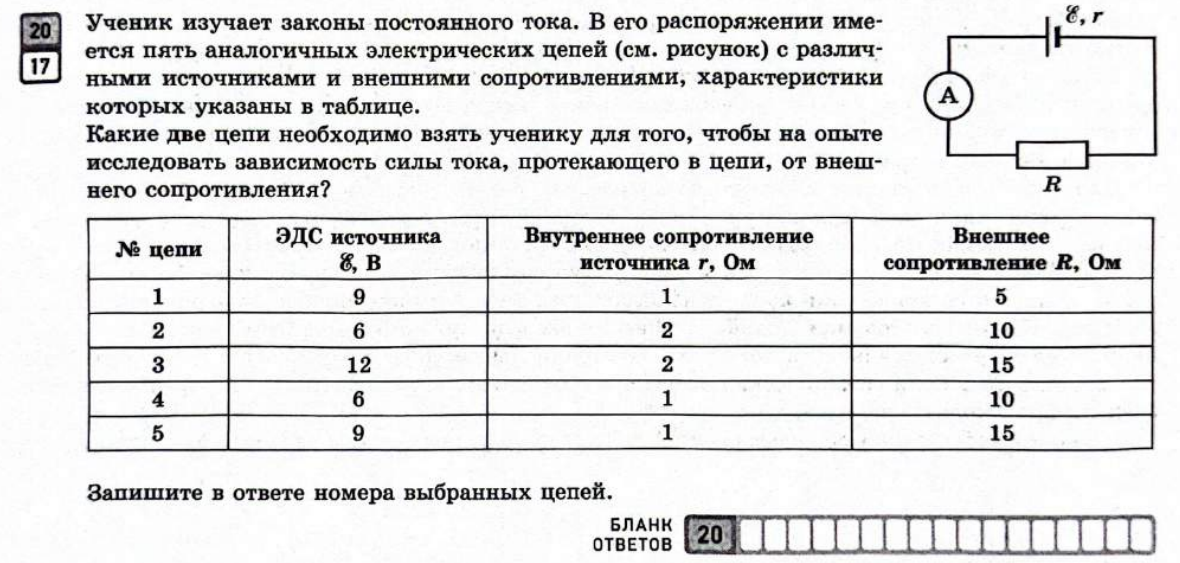 20
17
Ученик изучает законы постоянного тока. В его распоряжении име-
ется пять аналогичных электрических цепей (см. рисунок) с различ-
ными источниками и внешними сопротивлениями, характеристики
которых указаны в таблице.
Какие две цепи необходимо взять ученику для того, чтобы на опыте
исследовать зависимость силы тока, протекающего в цепи, от внеш-
него сопротивления?
ℰ, r
A
R
№ цепи
ЭДС источника
ℰ, В
Внутреннее сопротивление
источника r, Ом
Внешнее
сопротивление R, Ом
1 9 1 5
2 6 2 10
3 12 2 15
4 6 1 10
5 9 1 15
Запишите в ответе номера выбранных цепей.
БЛАНК
ОТВЕТОВ
20